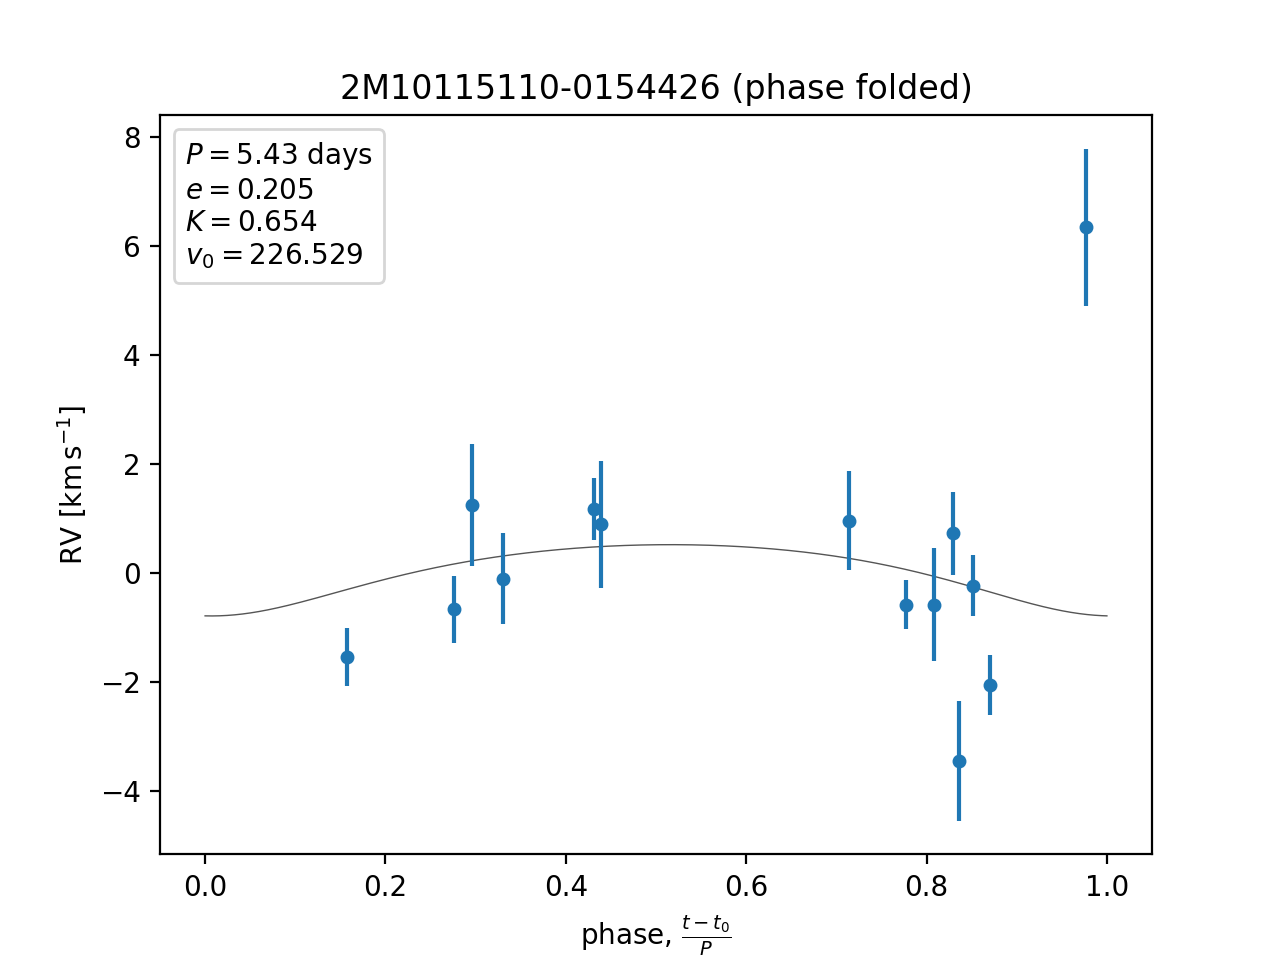 2M10115110-0154426 (phase folded)
P = 5.43 days
e = 0.205
K = 0.654
v₀ = 226.529
8
6
4
2
0
−2
−4
RV [km s⁻¹]
0.0 0.2 0.4 0.6 0.8 1.0
phase, (t − t₀)/P